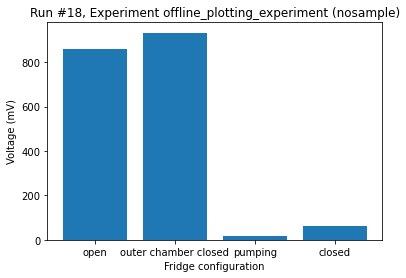 Run #18, Experiment offline_plotting_experiment (nosample)
Voltage (mV)
800
600
400
200
0
open
outer chamber closed
pumping
closed
Fridge configuration